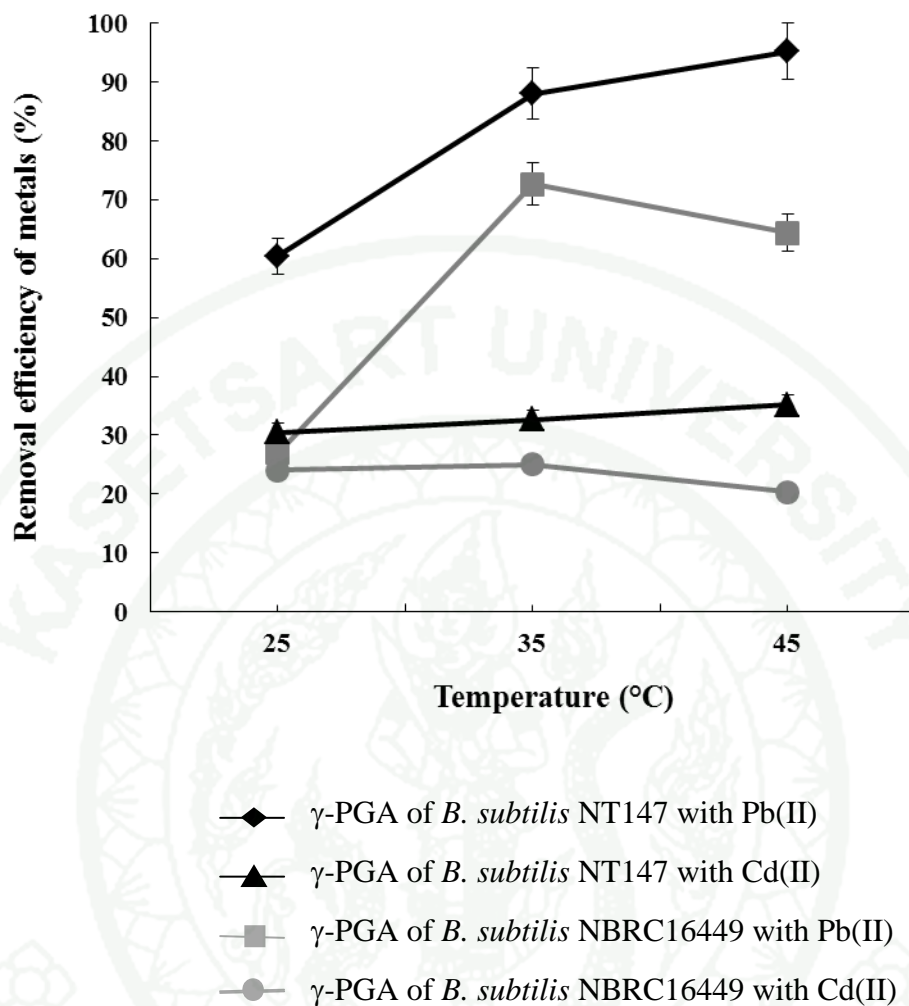 Removal efficiency of metals (%)
100
90
80
70
60
50
40
30
20
10
0
25 35 45
Temperature (°C)
KASETSART UNIVERSITY
γ-PGA of B. subtilis NT147 with Pb(II)
γ-PGA of B. subtilis NT147 with Cd(II)
γ-PGA of B. subtilis NBRC16449 with Pb(II)
γ-PGA of B. subtilis NBRC16449 with Cd(II)